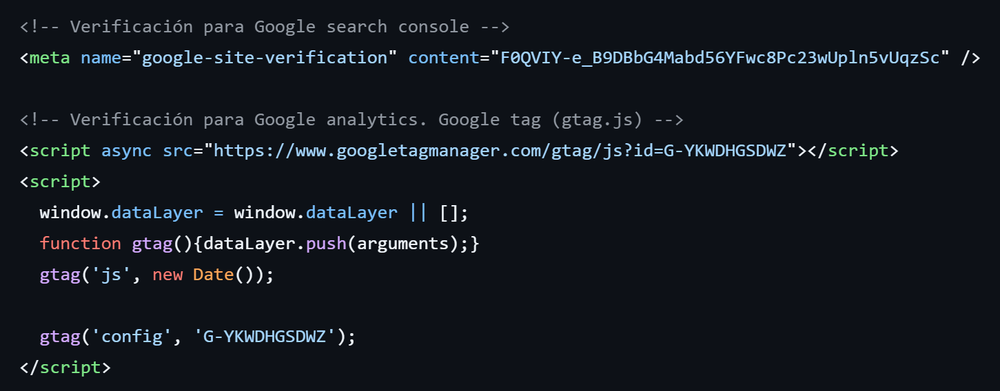 <!-- Verificación para Google search console -->
<meta name="google-site-verification" content="F0QVIY-e_B9DBbG4Mabd56YFwc8Pc23wUpln5vUqzSc" />
<!-- Verificación para Google analytics. Google tag (gtag.js) -->
<script async src="https://www.googletagmanager.com/gtag/js?id=G-YKWDHGSDWZ"></script>
<script>
  window.dataLayer = window.dataLayer || [];
  function gtag(){dataLayer.push(arguments);}
  gtag('js', new Date());
  gtag('config', 'G-YKWDHGSDWZ');
</script>